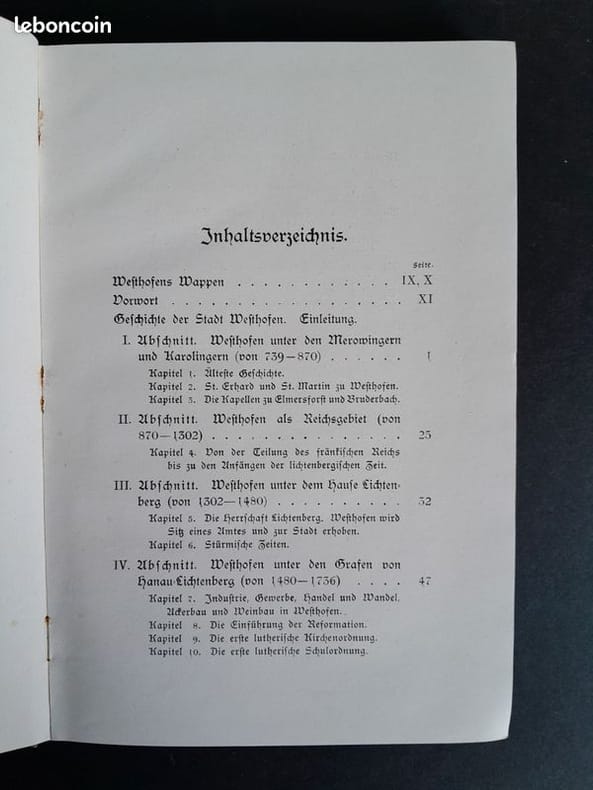 leboncoin
Inhaltsverzeichnis.
Seite.
Westhofens Wappen . . . . . . . . . . . . IX, X
Vorwort . . . . . . . . . . . . . . . . . . XI
Geschichte der Stadt Westhofen. Einleitung.
I. Abschnitt. Westhofen unter den Merowingern
und Karolingern (von 739—870) . . . . . . 1
Kapitel 1. Älteste Geschichte.
Kapitel 2. St. Erhard und St. Martin zu Westhofen.
Kapitel 3. Die Kapellen zu Elmersforst und Bruderbach.
II. Abschnitt. Westhofen als Reichsgebiet (von
870—1302) . . . . . . . . . . . . . . . 25
Kapitel 4. Von der Teilung des fränkischen Reichs
bis zu den Anfängen der lichtenbergischen Zeit.
III. Abschnitt. Westhofen unter dem Hause Lichten-
berg (von 1302—1480) . . . . . . . . . . 32
Kapitel 5. Die Herrschaft Lichtenberg. Westhofen wird
Sitz eines Amtes und zur Stadt erhoben.
Kapitel 6. Stürmische Zeiten.
IV. Abschnitt. Westhofen unter den Grafen von
Hanau-Lichtenberg (von 1480—1736) . . . . 47
Kapitel 7. Industrie, Gewerbe, Handel und Wandel,
Ackerbau und Weinbau in Westhofen.
Kapitel 8. Die Einführung der Reformation.
Kapitel 9. Die erste lutherische Kirchenordnung.
Kapitel 10. Die erste lutherische Schulordnung.